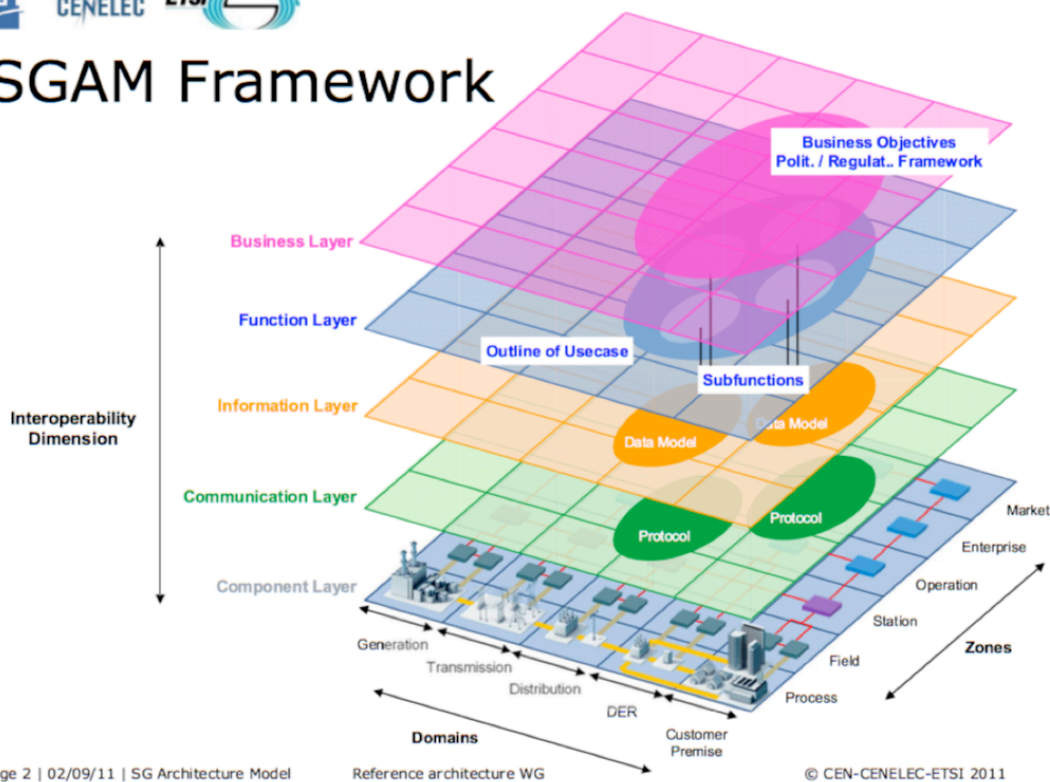 CENELEC
ETSI
SGAM Framework
Business Objectives
Polit. / Regulat.. Framework
Business Layer
Function Layer
Outline of Usecase
Subfunctions
Information Layer
Interoperability
Dimension
Data Model
Data Model
Communication Layer
Protocol
Protocol
Component Layer
Market
Enterprise
Operation
Station
Field
Process
Zones
Generation
Transmission
Distribution
DER
Customer
Premise
Domains
ge 2 | 02/09/11 | SG Architecture Model
Reference architecture WG
© CEN-CENELEC-ETSI 2011